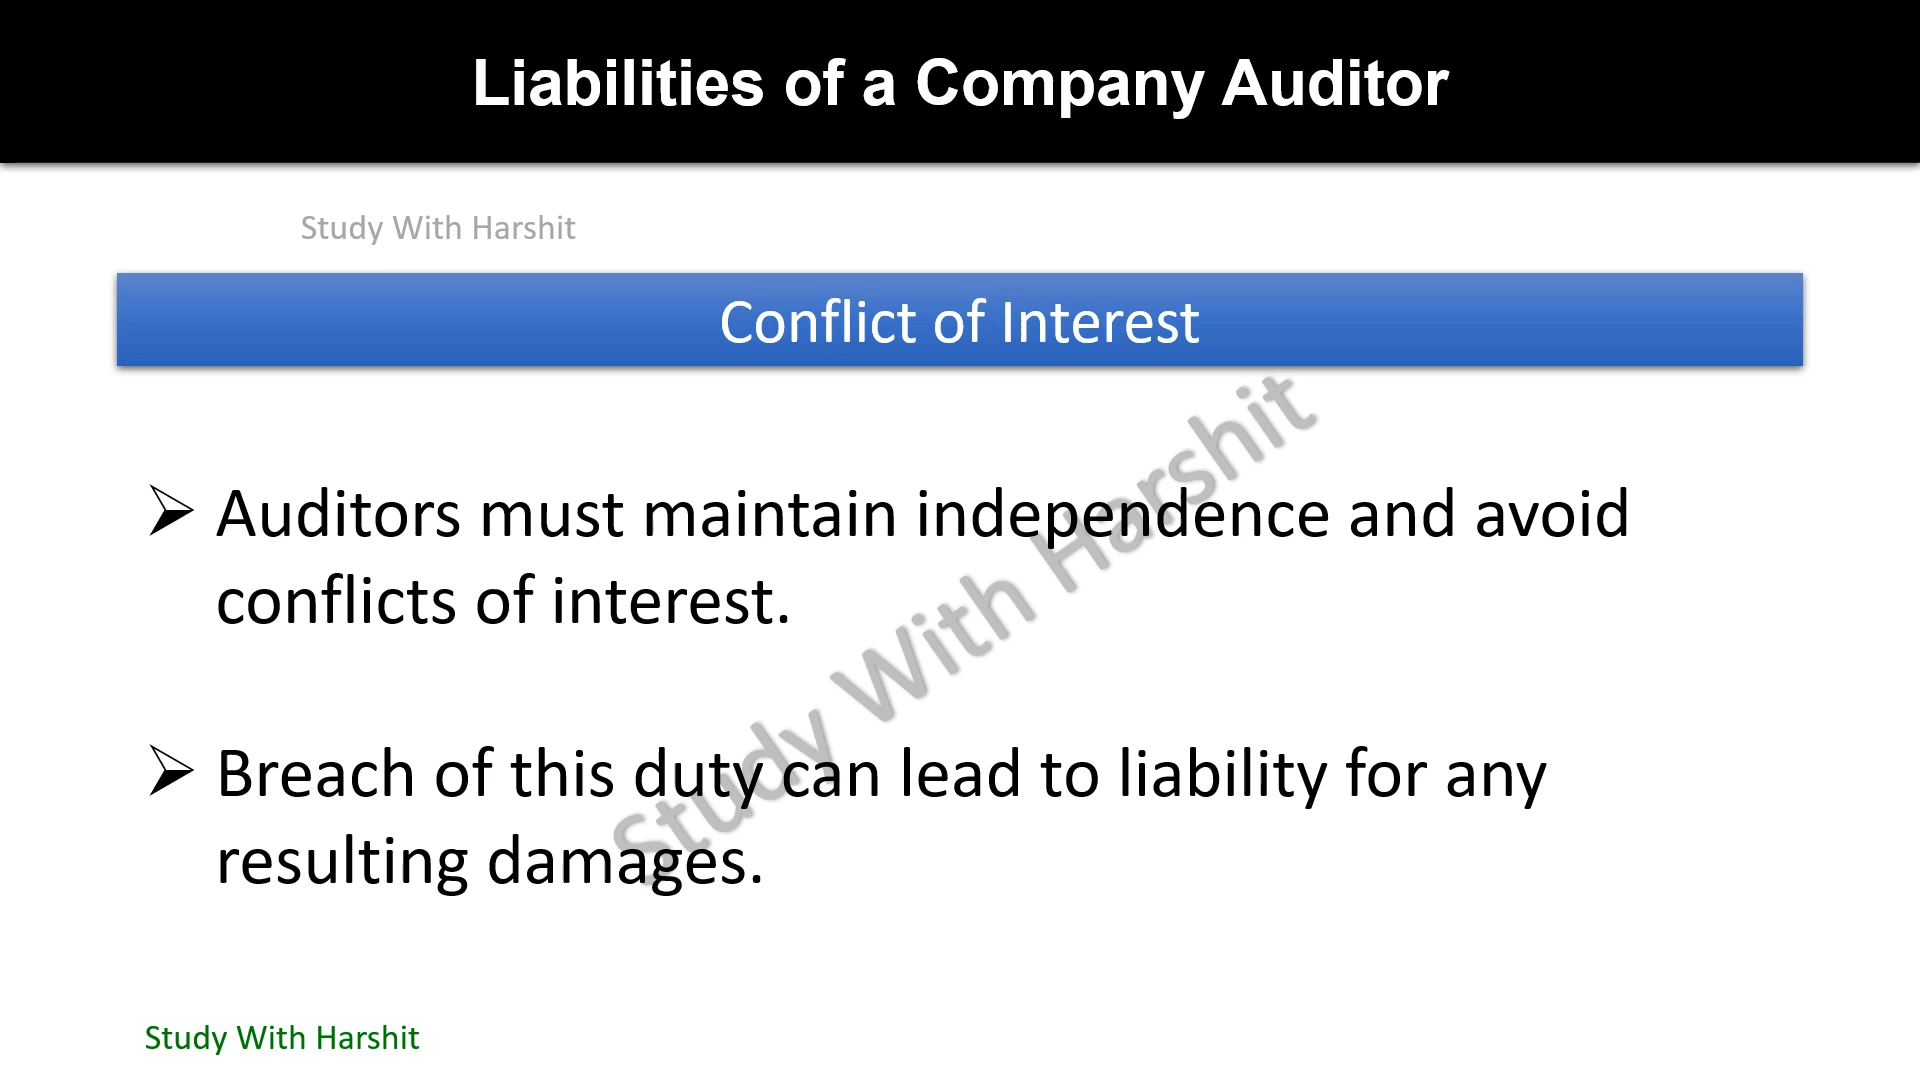 Liabilities of a Company Auditor
Study With Harshit
Conflict of Interest
Auditors must maintain independence and avoid
conflicts of interest.
Study With Harshit
Breach of this duty can lead to liability for any
resulting damages.
Study With Harshit